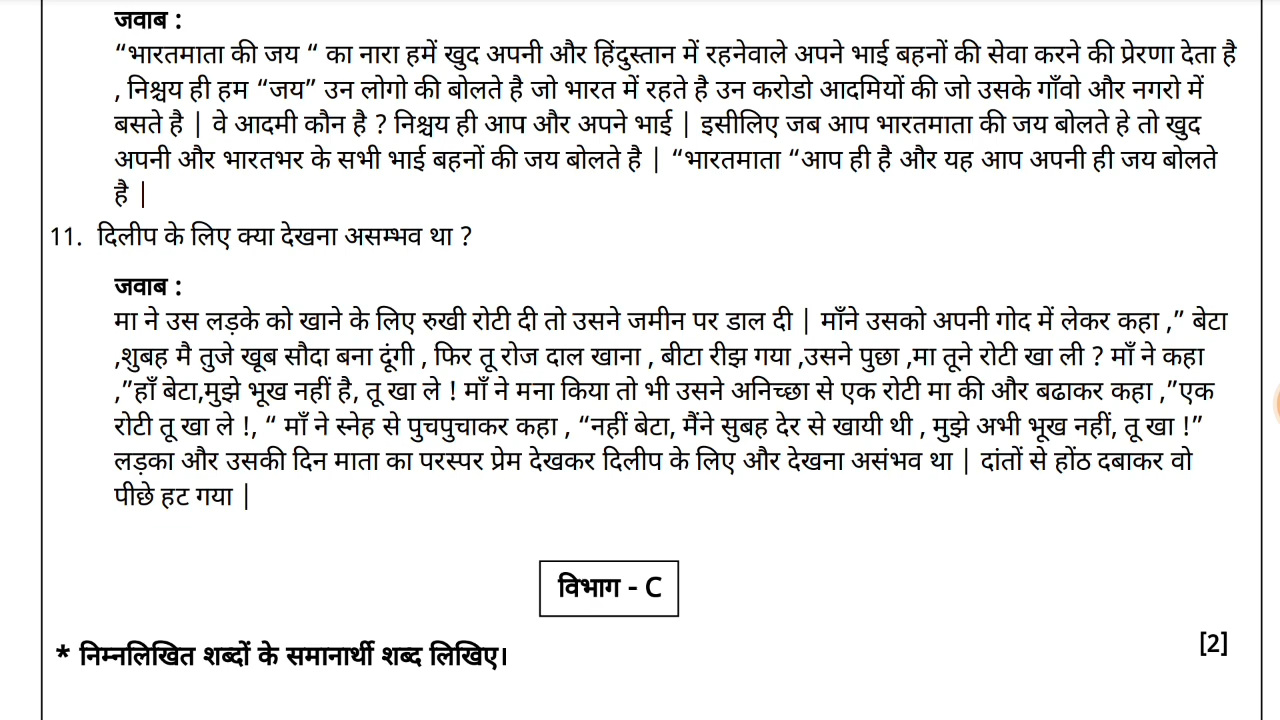 जवाब :
“भारतमाता की जय “ का नारा हमें खुद अपनी और हिंदुस्तान में रहनेवाले अपने भाई बहनों की सेवा करने की प्रेरणा देता है
, निश्चय ही हम “जय” उन लोगो की बोलते है जो भारत में रहते है उन करोडो आदमियों की जो उसके गाँवो और नगरो में
बसते है | वे आदमी कौन है ? निश्चय ही आप और अपने भाई | इसीलिए जब आप भारतमाता की जय बोलते हे तो खुद
अपनी और भारतभर के सभी भाई बहनों की जय बोलते है | “भारतमाता “आप ही है और यह आप अपनी ही जय बोलते
है |
11. दिलीप के लिए क्या देखना असम्भव था ?
जवाब :
मा ने उस लड़के को खाने के लिए रुखी रोटी दी तो उसने जमीन पर डाल दी | माँने उसको अपनी गोद में लेकर कहा ,” बेटा
,शुबह मै तुजे खूब सौदा बना दूंगी , फिर तू रोज दाल खाना , बीटा रीझ गया ,उसने पुछा ,मा तूने रोटी खा ली ? माँ ने कहा
,”हाँ बेटा,मुझे भूख नहीं है, तू खा ले ! माँ ने मना किया तो भी उसने अनिच्छा से एक रोटी मा की और बढाकर कहा ,”एक
रोटी तू खा ले !, “ माँ ने स्नेह से पुचपुचाकर कहा , “नहीं बेटा, मैंने सुबह देर से खायी थी , मुझे अभी भूख नहीं, तू खा !”
लड़का और उसकी दिन माता का परस्पर प्रेम देखकर दिलीप के लिए और देखना असंभव था | दांतों से होंठ दबाकर वो
पीछे हट गया |
विभाग - C
[2]
* निम्नलिखित शब्दों के समानार्थी शब्द लिखिए।